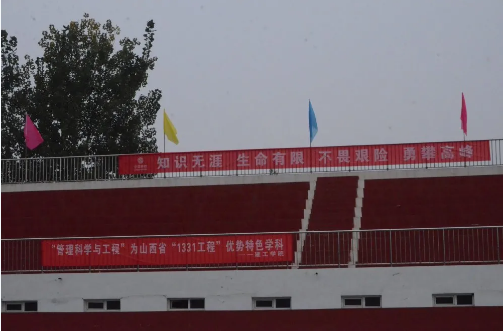 知识无涯 生命有限 不畏艰险 勇攀高峰
“管理科学与工程”为山西省“1331工程”优势特色学科